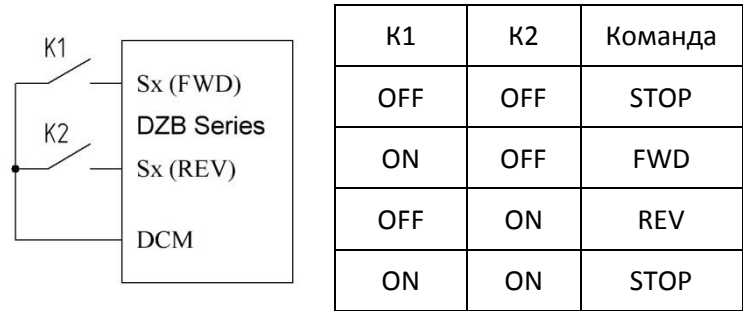 K1
Sx (FWD)
DZB Series
K2
Sx (REV)
DCM
К1 К2 Команда
OFF OFF STOP
ON OFF FWD
OFF ON REV
ON ON STOP